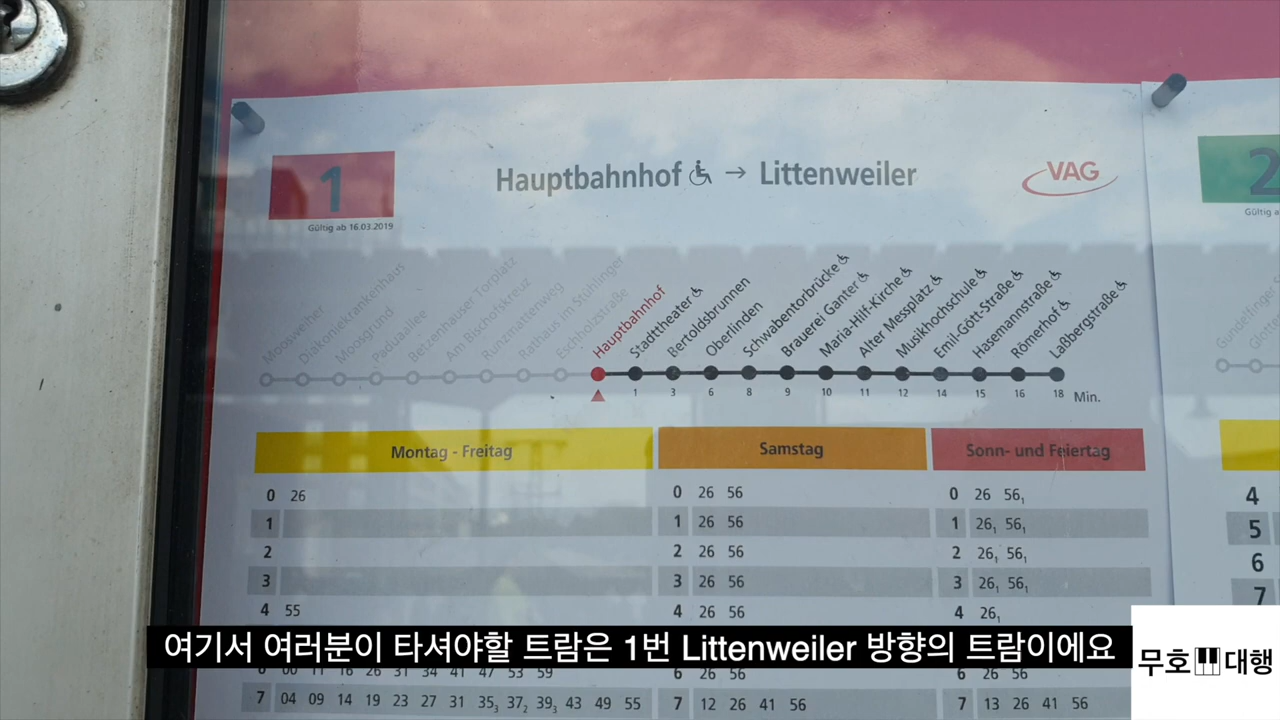 1
Gültig ab 16.03.2019
Hauptbahnhof → Littenweiler
VAG
2
Gültig a
Moosweiher
Diakoniekrankenhaus
Moosgrund
Paduaallee
Betzenhauser Torplatz
Am Bischofskreuz
Runzmattenweg
Rathaus im Stühlinger
Eschholzstraße
Hauptbahnhof
Stadttheater
Bertoldsbrunnen
Oberlinden
Schwabentorbrücke
Brauerei Ganter
Maria-Hilf-Kirche
Alter Messplatz
Musikhochschule
Emil-Gött-Straße
Hasemannstraße
Römerhof
Laßbergstraße
1 3 6 8 9 10 11 12 14 15 16 18 Min.
Montag - Freitag Samstag Sonn- und Feiertag
0 26 0 26 56 0 26 56₁
1 1 26 56 1 26₁ 56₁
2 2 26 56 2 26₁ 56₁
3 3 26 56 3 26₁ 56₁
4 55 4 26 56 4 26₁
4
5
6
7
여기서 여러분이 타셔야할 트람은 1번 Littenweiler 방향의 트람이에요
무호대행
6 26 56 6 26 56
7 04 09 14 19 23 27 31 35₃ 37₂ 39₃ 43 49 55 7 12 26 41 56 7 13 26 41 56